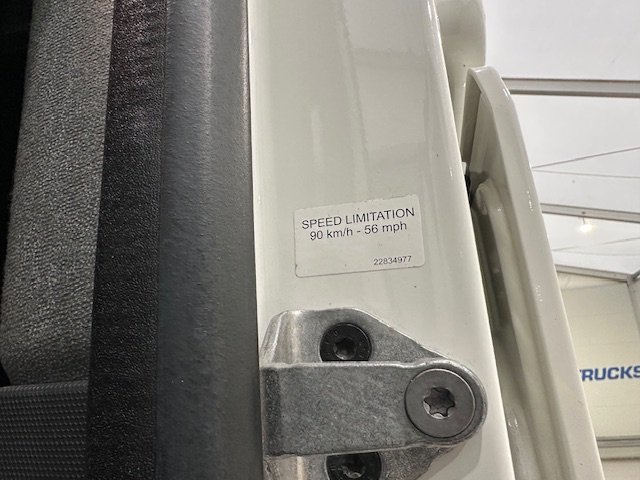 SPEED LIMITATION
90 km/h - 56 mph
22834977
TRUCKS